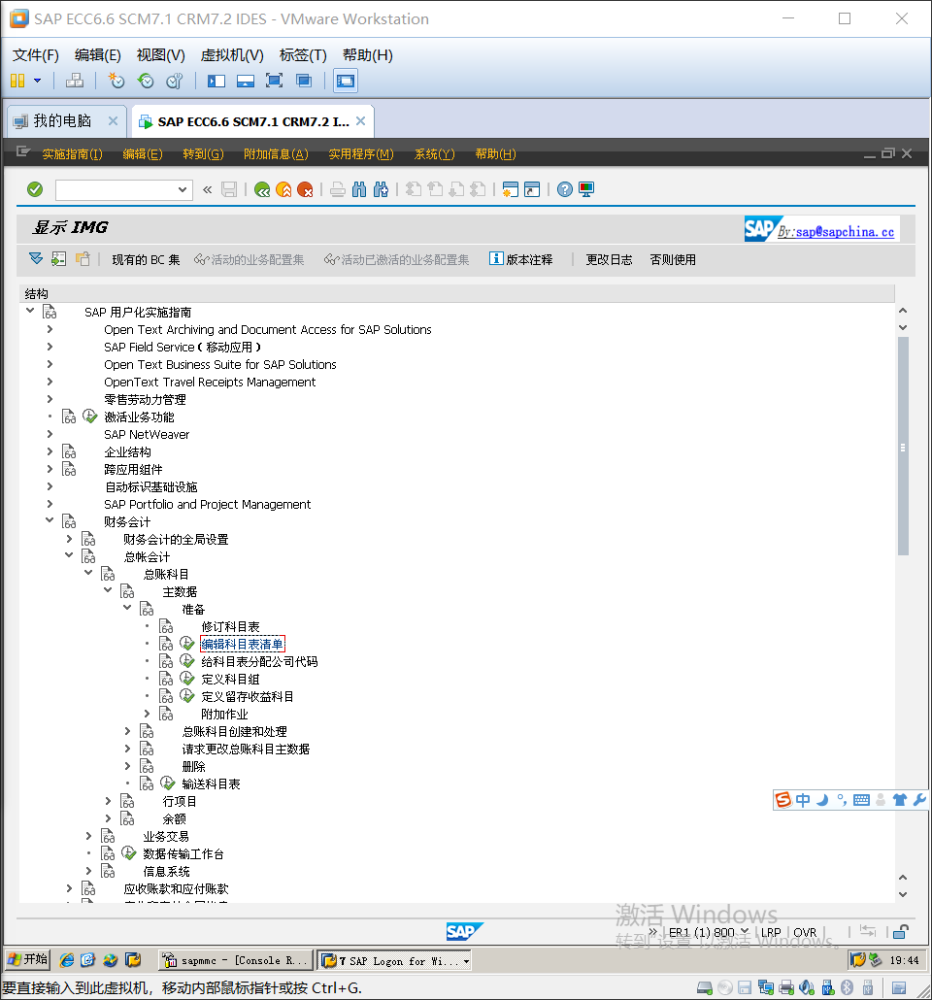 SAP ECC6.6 SCM7.1 CRM7.2 IDES - VMware Workstation
文件(F) 编辑(E) 视图(V) 虚拟机(V) 标签(T) 帮助(H)
我的电脑 SAP ECC6.6 SCM7.1 CRM7.2 I...
实施指南(I) 编辑(E) 转到(G) 附加信息(A) 实用程序(M) 系统(Y) 帮助(H)
显示 IMG
SAP By:sap@sapchina.cc
现有的 BC 集 活动的业务配置集 活动已激活的业务配置集 版本注释 更改日志 否则使用
结构
SAP 用户化实施指南
Open Text Archiving and Document Access for SAP Solutions
SAP Field Service (移动应用)
Open Text Business Suite for SAP Solutions
OpenText Travel Receipts Management
零售劳动力管理
激活业务功能
SAP NetWeaver
企业结构
跨应用组件
自动标识基础设施
SAP Portfolio and Project Management
财务会计
财务会计的全局设置
总帐会计
总账科目
主数据
准备
修订科目表
编辑科目表清单
给科目表分配公司代码
定义科目组
定义留存收益科目
附加作业
总账科目创建和处理
请求更改总账科目主数据
删除
输送科目表
行项目
余额
业务交易
数据传输工作台
信息系统
应收账款和应付账款
中
激活 Windows
转到"设置"以激活 Windows。
SAP ER1 (1) 800 LRP OVR
开始 sapmmc - [Console R... 7 SAP Logon for Wi... 19:44
要直接输入到此虚拟机，移动内部鼠标指针或按 Ctrl+G.